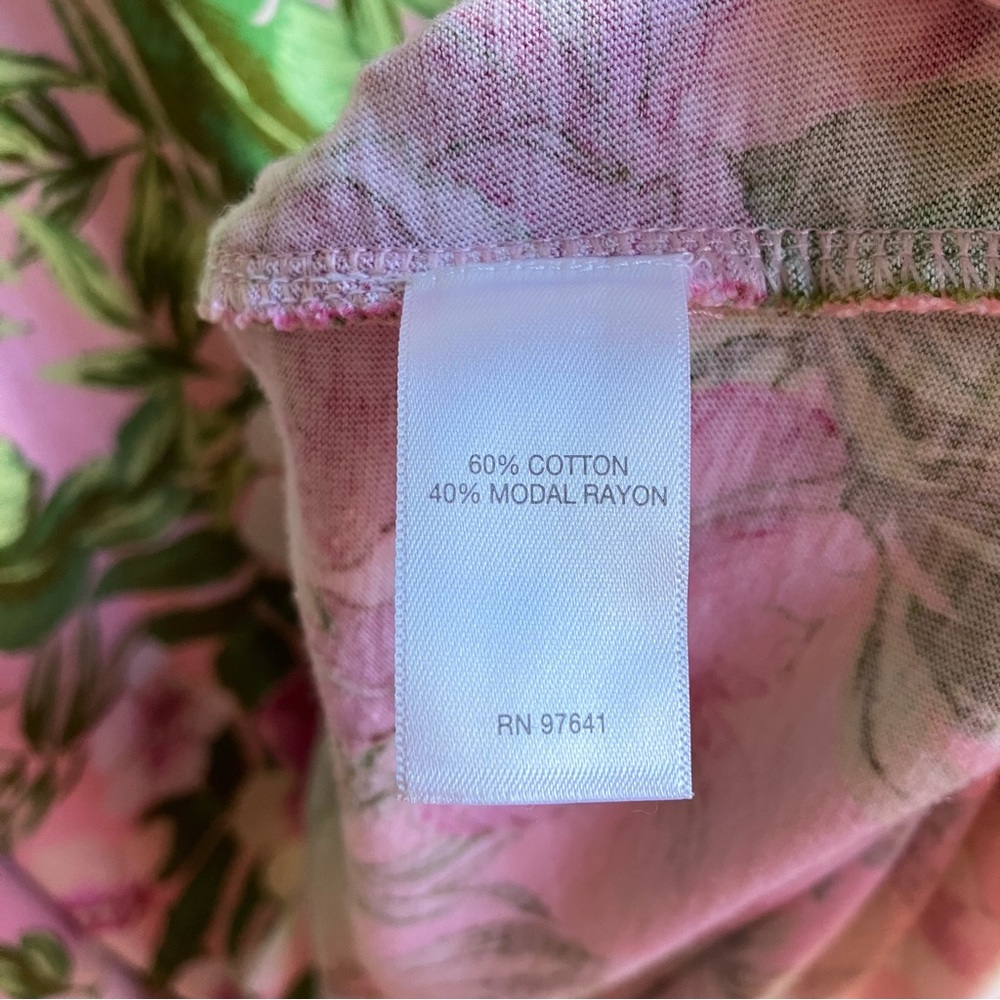 60% COTTON
40% MODAL RAYON
RN 97641